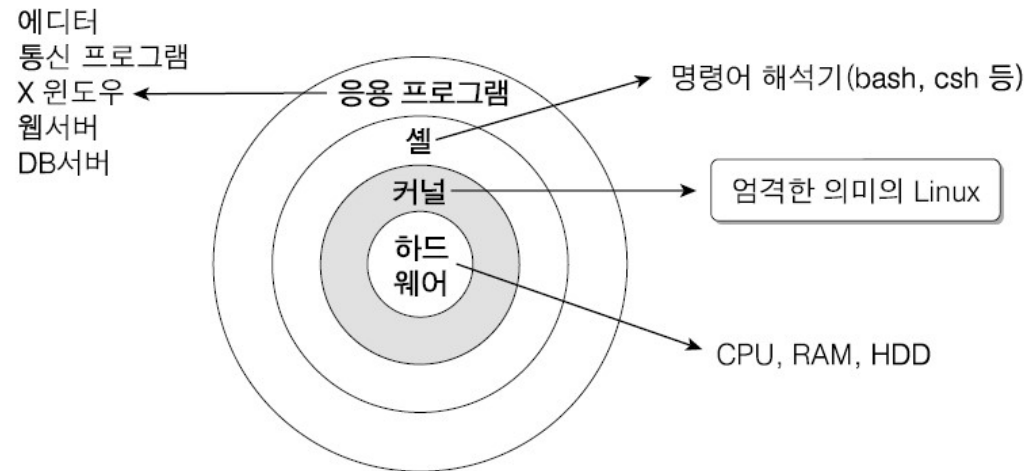 에디터
통신 프로그램
X 윈도우
웹서버
DB서버
응용 프로그램
셸
커널
하드
웨어
명령어 해석기(bash, csh 등)
엄격한 의미의 Linux
CPU, RAM, HDD